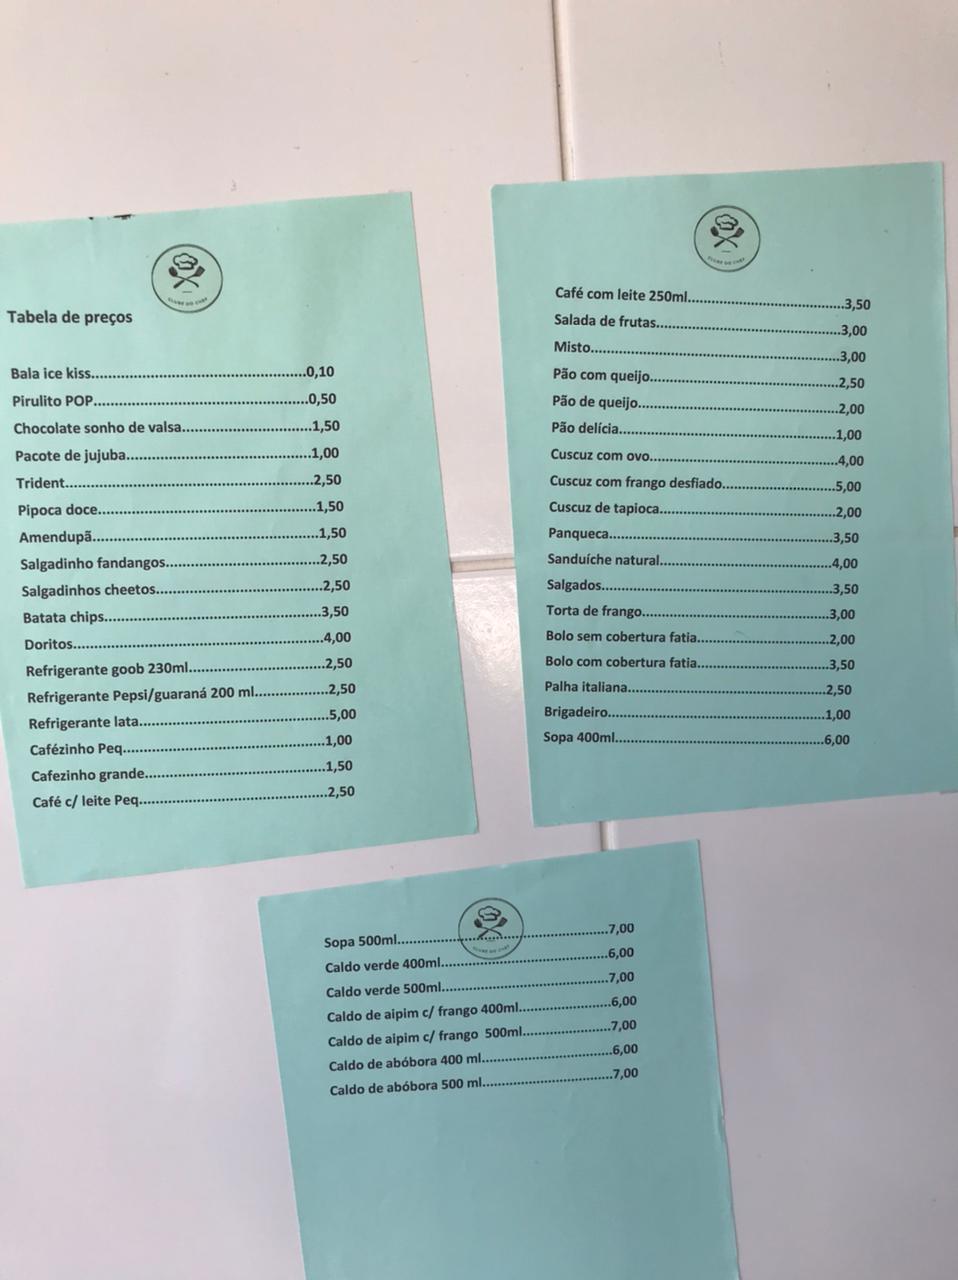 CLUBE DO CHEF
Tabela de preços
Bala ice kiss......................................................0,10
Pirulito POP......................................................0,50
Chocolate sonho de valsa.................................1,50
Pacote de jujuba..............................................1,00
Trident..............................................................2,50
Pipoca doce......................................................1,50
Amendupã........................................................1,50
Salgadinho fandangos......................................2,50
Salgadinhos cheetos.........................................2,50
Batata chips......................................................3,50
Doritos..............................................................4,00
Refrigerante goob 230ml..................................2,50
Refrigerante Pepsi/guaraná 200 ml..................2,50
Refrigerante lata...............................................5,00
Cafézinho Peq..................................................1,00
Cafezinho grande.............................................1,50
Café c/ leite Peq...............................................2,50
CLUBE DO CHEF
Café com leite 250ml.......................................3,50
Salada de frutas..............................................3,00
Misto..............................................................3,00
Pão com queijo...............................................2,50
Pão de queijo..................................................2,00
Pão delícia......................................................1,00
Cuscuz com ovo...............................................4,00
Cuscuz com frango desfiado............................5,00
Cuscuz de tapioca...........................................2,00
Panqueca........................................................3,50
Sanduíche natural...........................................4,00
Salgados..........................................................3,50
Torta de frango...............................................3,00
Bolo sem cobertura fatia.................................2,00
Bolo com cobertura fatia.................................3,50
Palha italiana..................................................2,50
Brigadeiro.......................................................1,00
Sopa 400ml.....................................................6,00
CLUBE DO CHEF
Sopa 500ml.....................................................7,00
Caldo verde 400ml..........................................6,00
Caldo verde 500ml..........................................7,00
Caldo de aipim c/ frango 400ml.......................6,00
Caldo de aipim c/ frango  500ml......................7,00
Caldo de abóbora 400 ml................................6,00
Caldo de abóbora 500 ml................................7,00